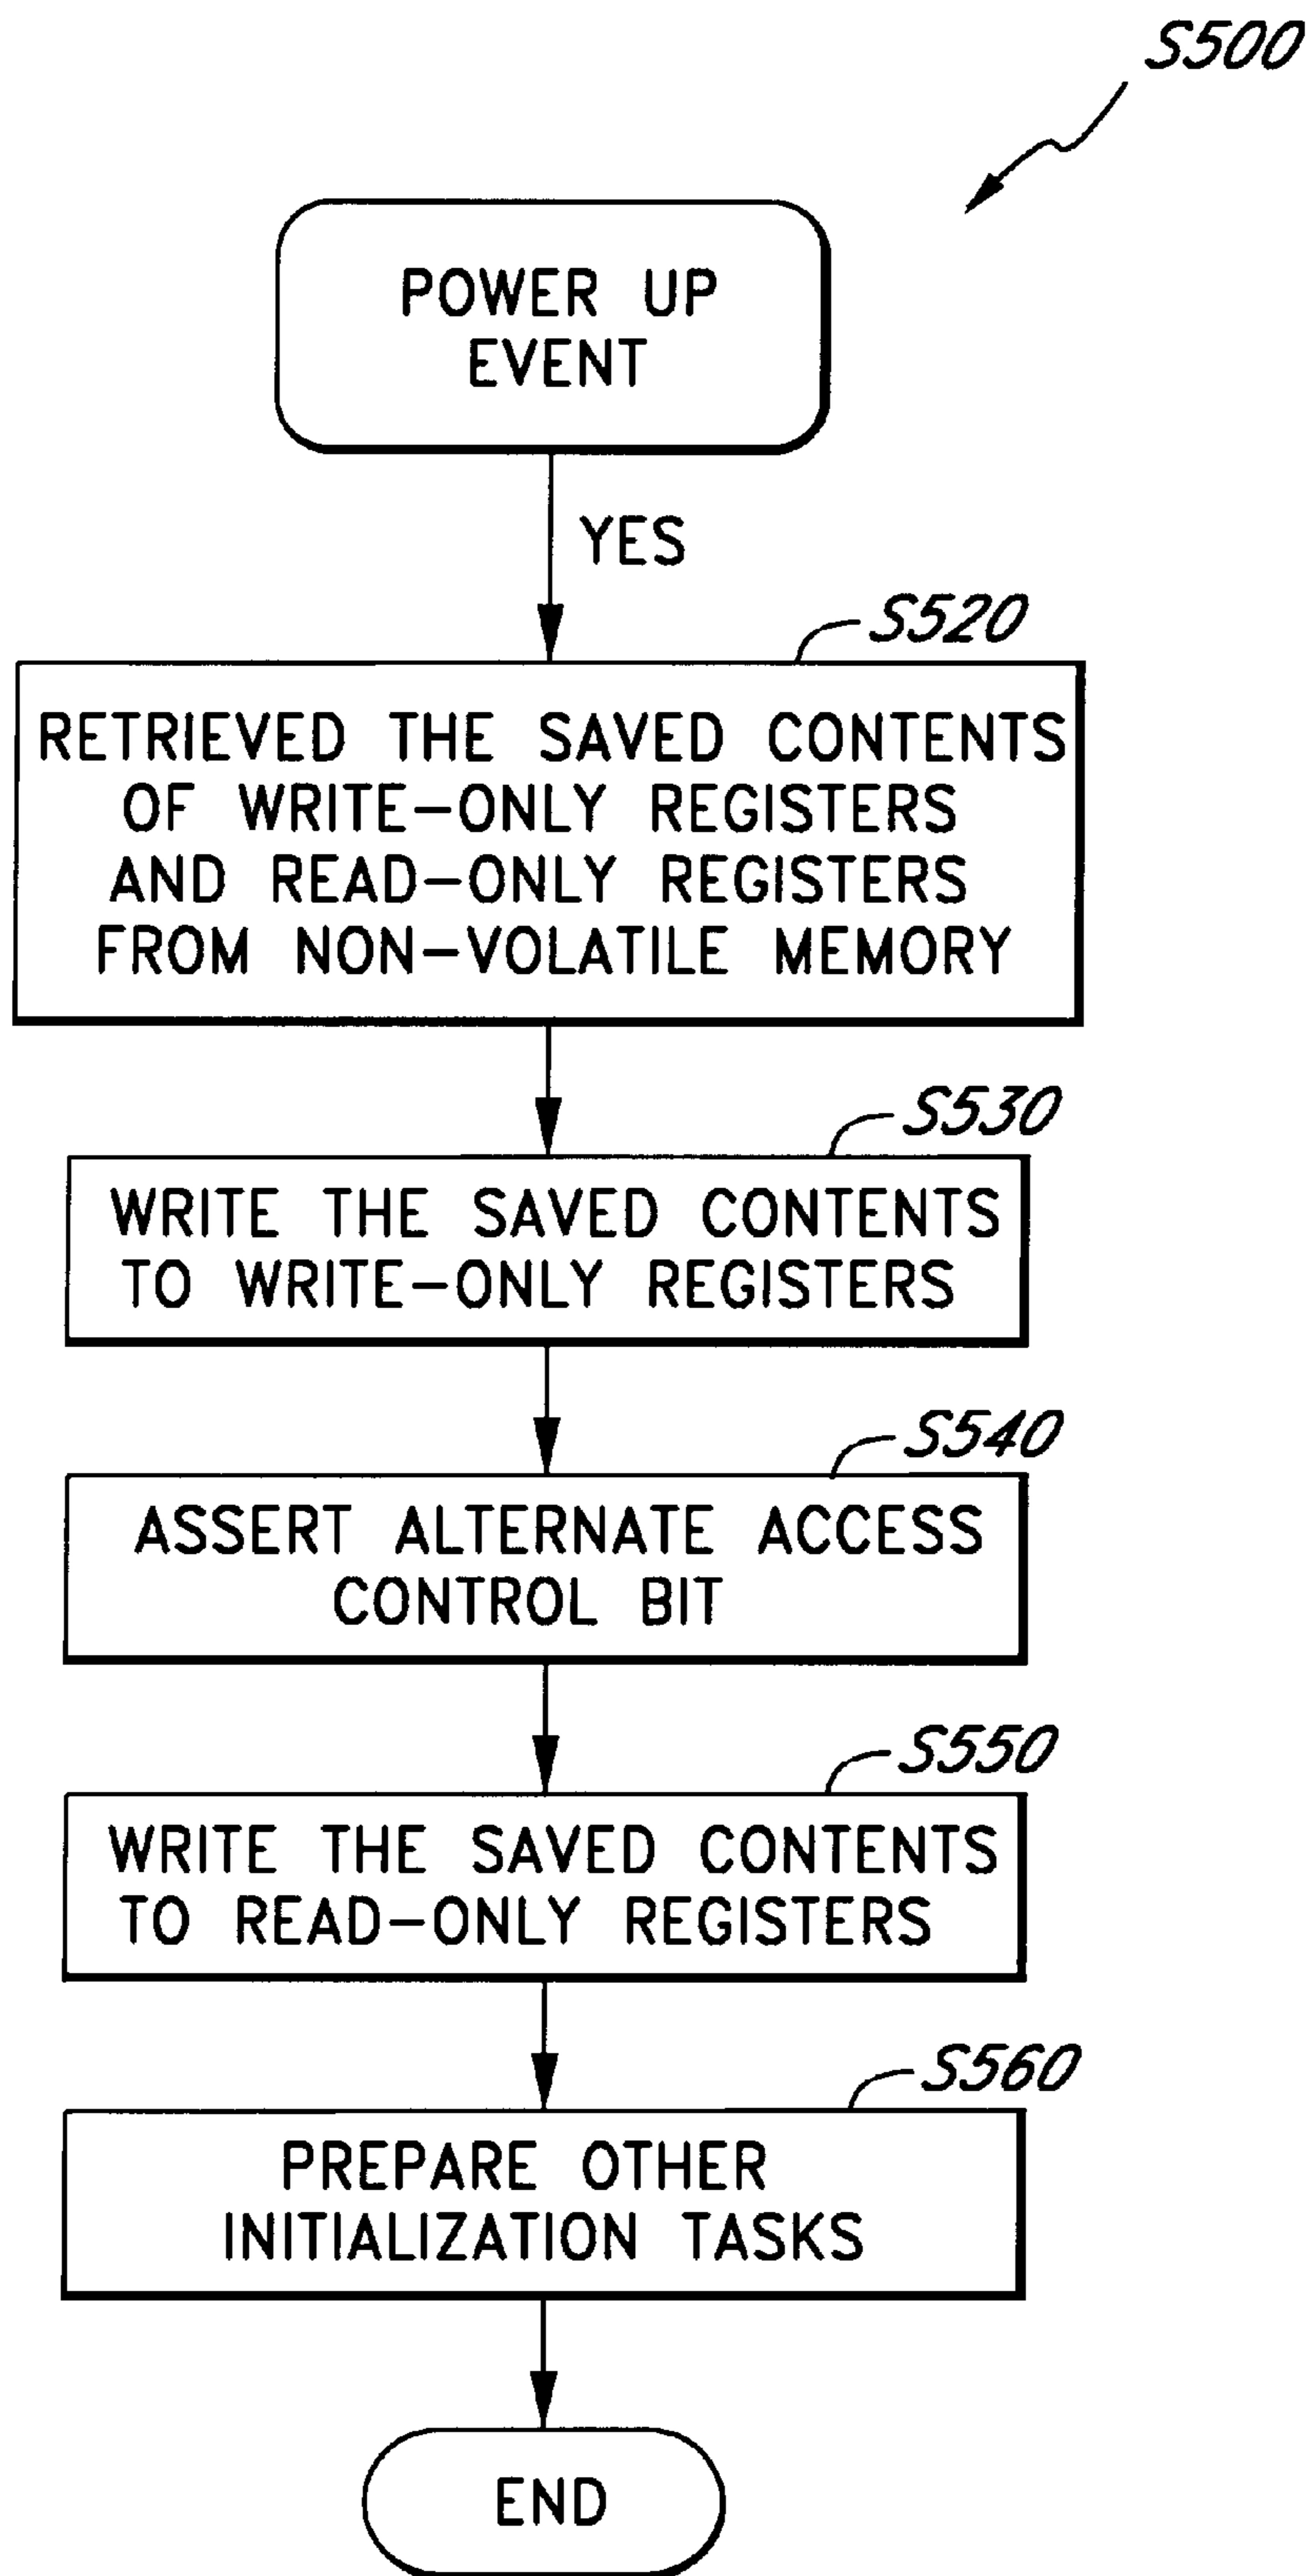 S500
POWER UP
EVENT
YES
S520
RETRIEVED THE SAVED CONTENTS
OF WRITE-ONLY REGISTERS
AND READ-ONLY REGISTERS
FROM NON-VOLATILE MEMORY
S530
WRITE THE SAVED CONTENTS
TO WRITE-ONLY REGISTERS
S540
ASSERT ALTERNATE ACCESS
CONTROL BIT
S550
WRITE THE SAVED CONTENTS
TO READ-ONLY REGISTERS
S560
PREPARE OTHER
INITIALIZATION TASKS
END